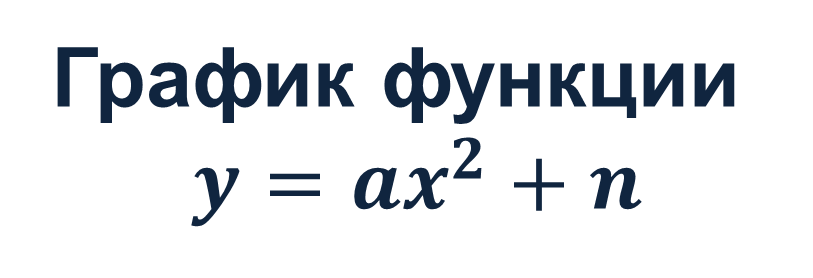 График функции
y = ax² + n